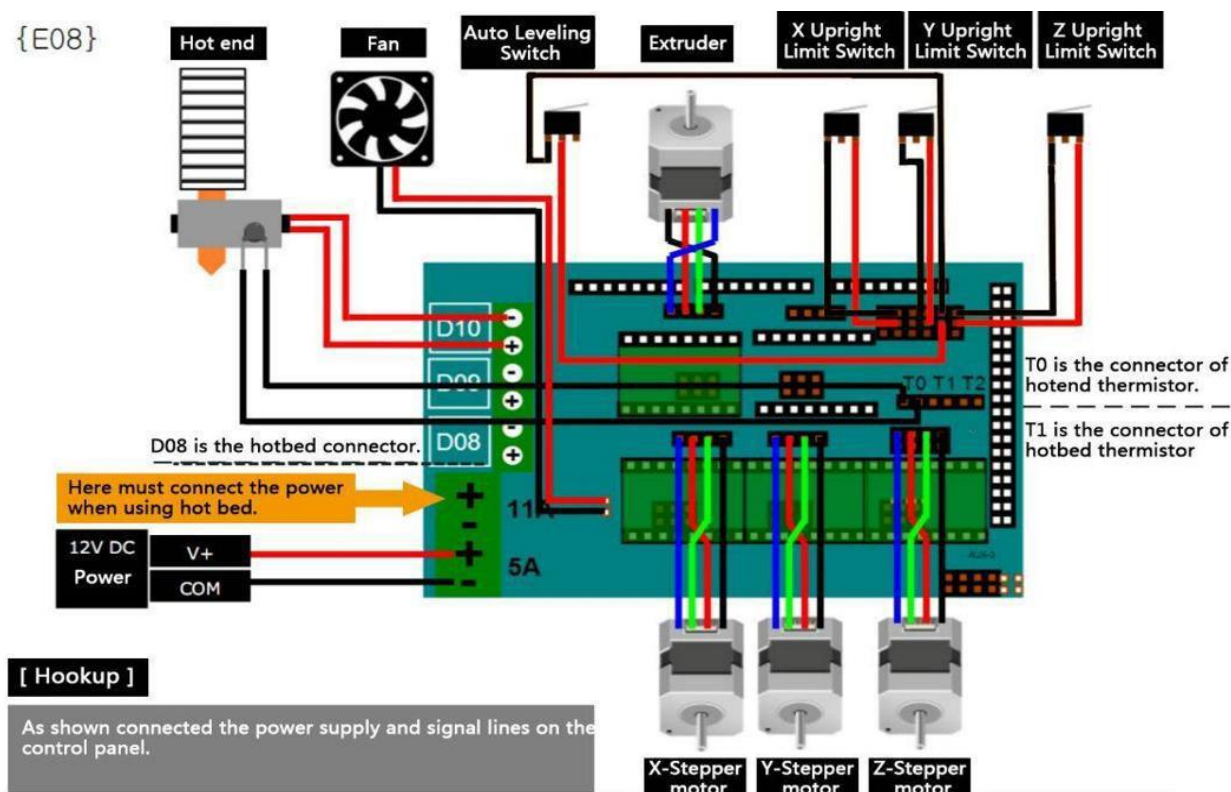 {E08}
Hot end
Fan
Auto Leveling
Switch
Extruder
X Upright
Limit Switch
Y Upright
Limit Switch
Z Upright
Limit Switch
D10
-
+
D09
-
+
D08
-
+
T0 T1 T2
T0 is the connector of
hotend thermistor.
T1 is the connector of
hotbed thermistor
D08 is the hotbed connector.
Here must connect the power
when using hot bed.
+
-
11A
+
-
5A
12V DC
Power
V+
COM
[ Hookup ]
As shown connected the power supply and signal lines on the
control panel.
X-Stepper
motor
Y-Stepper
motor
Z-Stepper
motor